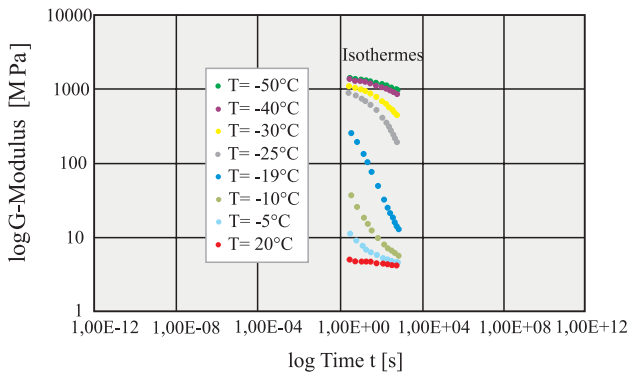 10000
1000
100
10
1
logG-Modulus [MPa]
Isothermes
T= -50°C
T= -40°C
T= -30°C
T= -25°C
T= -19°C
T= -10°C
T= -5°C
T= 20°C
1,00E-12 1,00E-08 1,00E-04 1,00E+00 1,00E+04 1,00E+08 1,00E+12
log Time t [s]